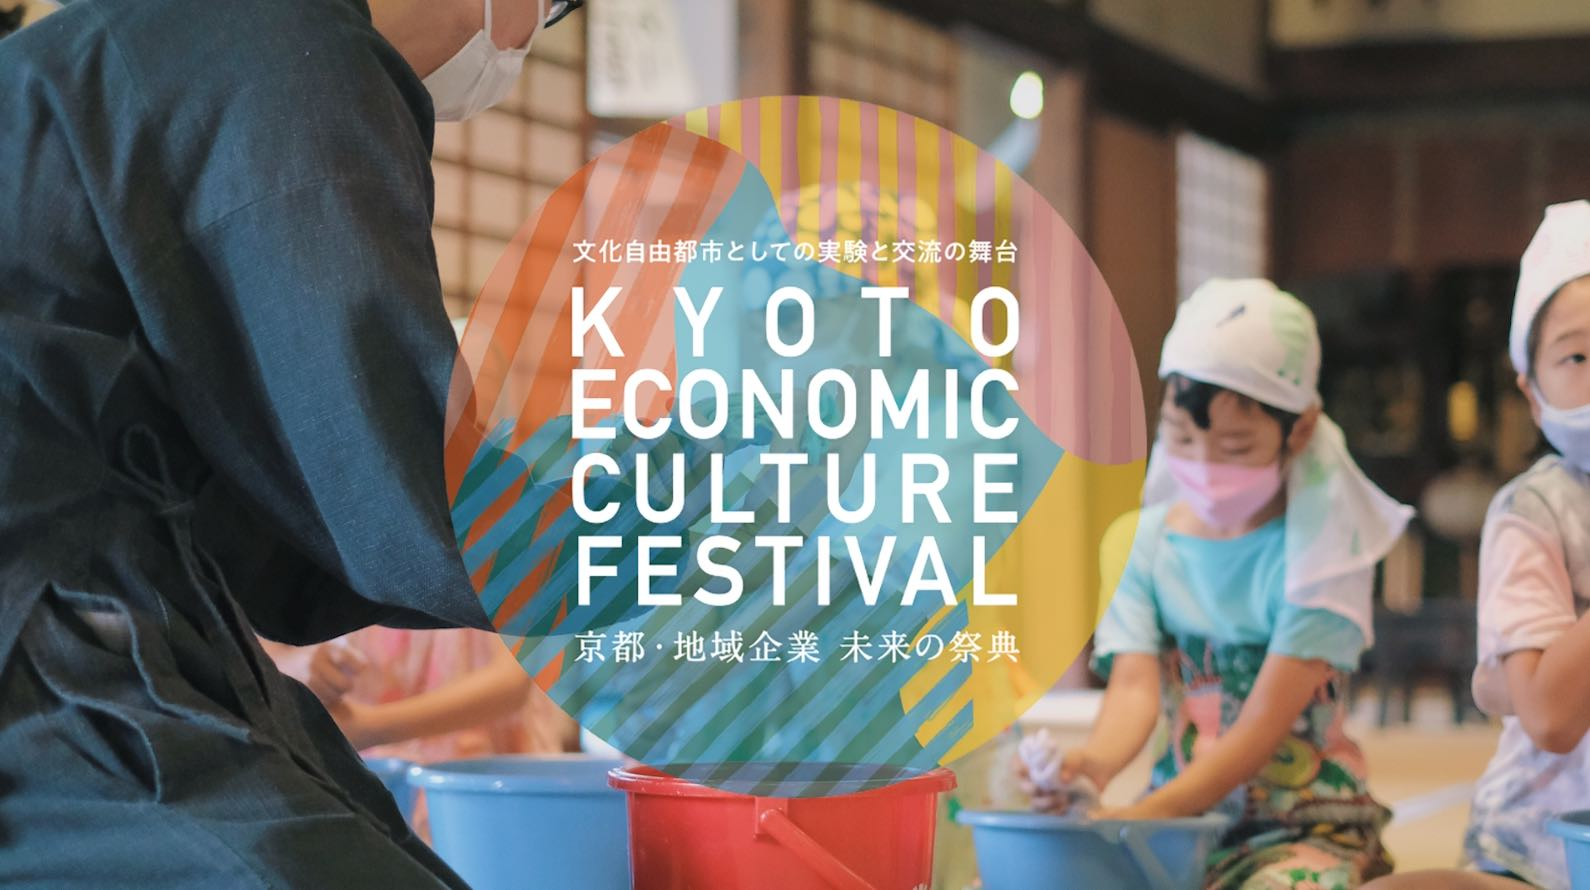 文化自由都市としての実験と交流の舞台
KYOTO
ECONOMIC
CULTURE
FESTIVAL
京都・地域企業 未来の祭典